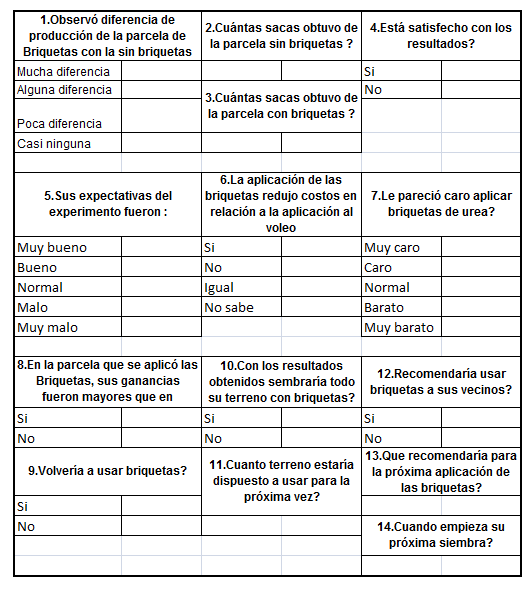 1.Observó diferencia de
producción de la parcela de
Briquetas con la sin briquetas
Mucha diferencia
Alguna diferencia
Poca diferencia
Casi ninguna
2.Cuántas sacas obtuvo de
la parcela sin briquetas ?
3.Cuántas sacas obtuvo de
la parcela con briquetas ?
4.Está satisfecho con los
resultados?
Si
No
5.Sus expectativas del
experimento fueron :
Muy bueno
Bueno
Normal
Malo
Muy malo
6.La aplicación de las
briquetas redujo costos en
relación a la aplicación al
voleo
Si
No
Igual
No sabe
7.Le pareció caro aplicar
briquetas de urea?
Muy caro
Caro
Normal
Barato
Muy barato
8.En la parcela que se aplicó las
Briquetas, sus ganancias
fueron mayores que en
Si
No
10.Con los resultados
obtenidos sembraría todo
su terreno con briquetas?
Si
No
12.Recomendaría usar
briquetas a sus vecinos?
Si
No
9.Volvería a usar briquetas?
Si
No
11.Cuanto terreno estaría
dispuesto a usar para la
próxima vez?
13.Que recomendaría para
la próxima aplicación de
las briquetas?
14.Cuando empieza su
próxima siembra?